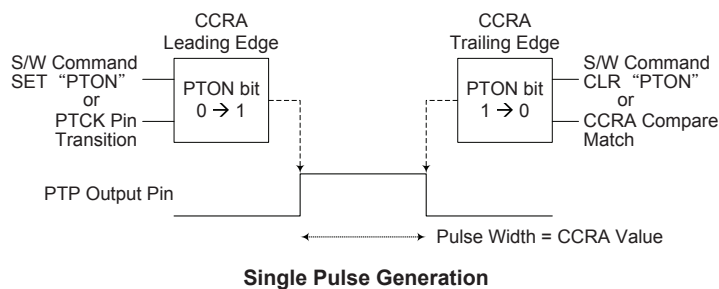 CCRA
Leading Edge
CCRA
Trailing Edge
S/W Command
SET “PTON”
or
PTCK Pin
Transition
PTON bit
0 → 1
PTON bit
1 → 0
S/W Command
CLR “PTON”
or
CCRA Compare
Match
PTP Output Pin
Pulse Width = CCRA Value
Single Pulse Generation